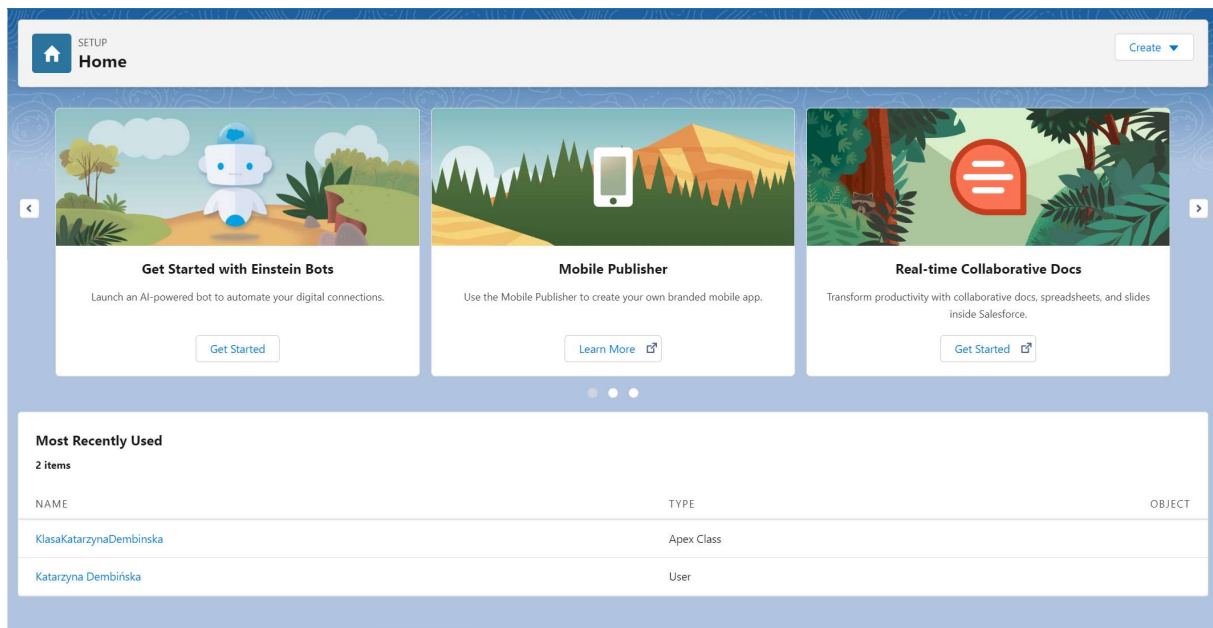 SETUP
Home
Create
Get Started with Einstein Bots
Launch an AI-powered bot to automate your digital connections.
Get Started
Mobile Publisher
Use the Mobile Publisher to create your own branded mobile app.
Learn More
Real-time Collaborative Docs
Transform productivity with collaborative docs, spreadsheets, and slides
inside Salesforce.
Get Started
Most Recently Used
2 items
NAME TYPE OBJECT
KlasaKatarzynaDembinska Apex Class
Katarzyna Dembińska User